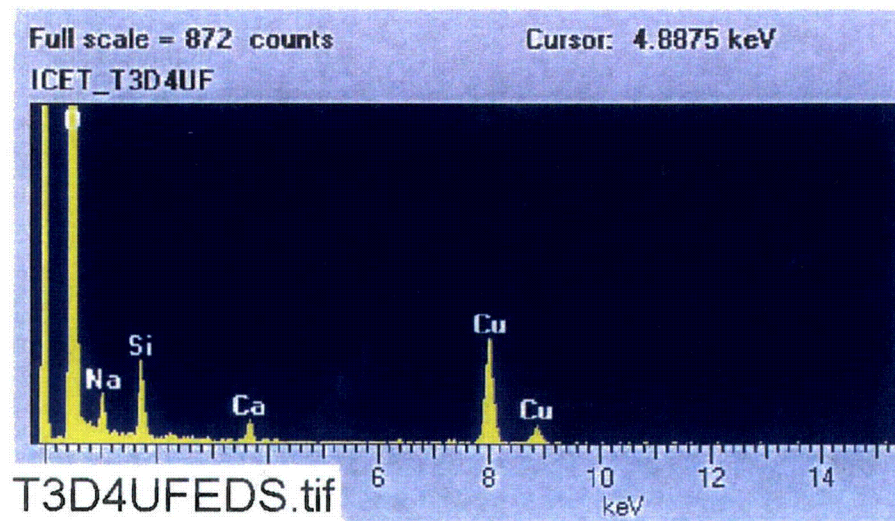 Full scale = 872 counts Cursor: 4.8875 keV
ICET_T3D4UF
O
Na Si Ca Cu Cu
6 8 10 12 14
keV
T3D4UFEDS.tif